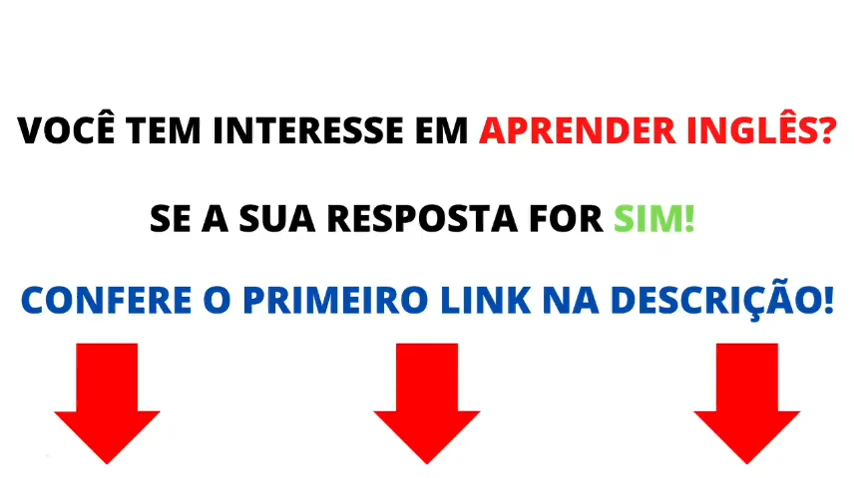 VOCÊ TEM INTERESSE EM APRENDER INGLÊS?
SE A SUA RESPOSTA FOR SIM!
CONFERE O PRIMEIRO LINK NA DESCRIÇÃO!